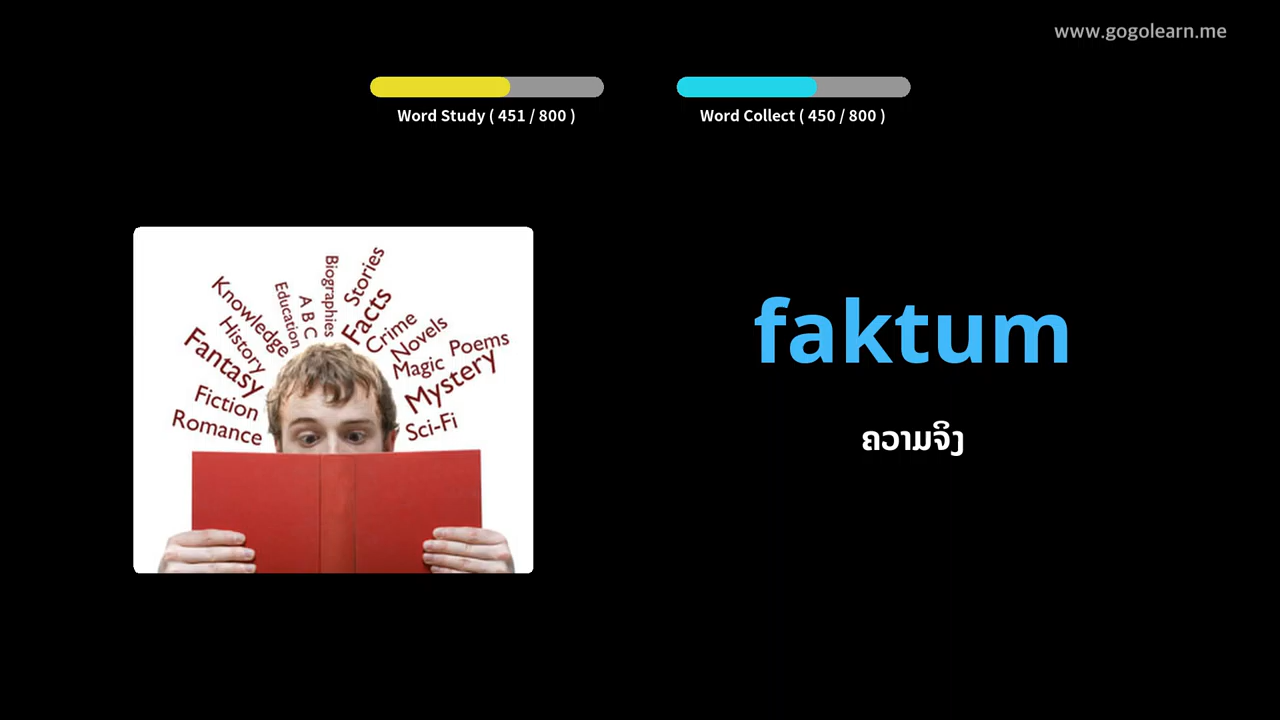 www.gogolearn.me
Word Study ( 451 / 800 )
Word Collect ( 450 / 800 )
Biographies
Stories
Education
A B C
Facts
Knowledge
Crime
History
Novels
Poems
Fantasy
Magic
Mystery
Fiction
Romance
Sci-Fi
faktum
ຄວາມຈິງ